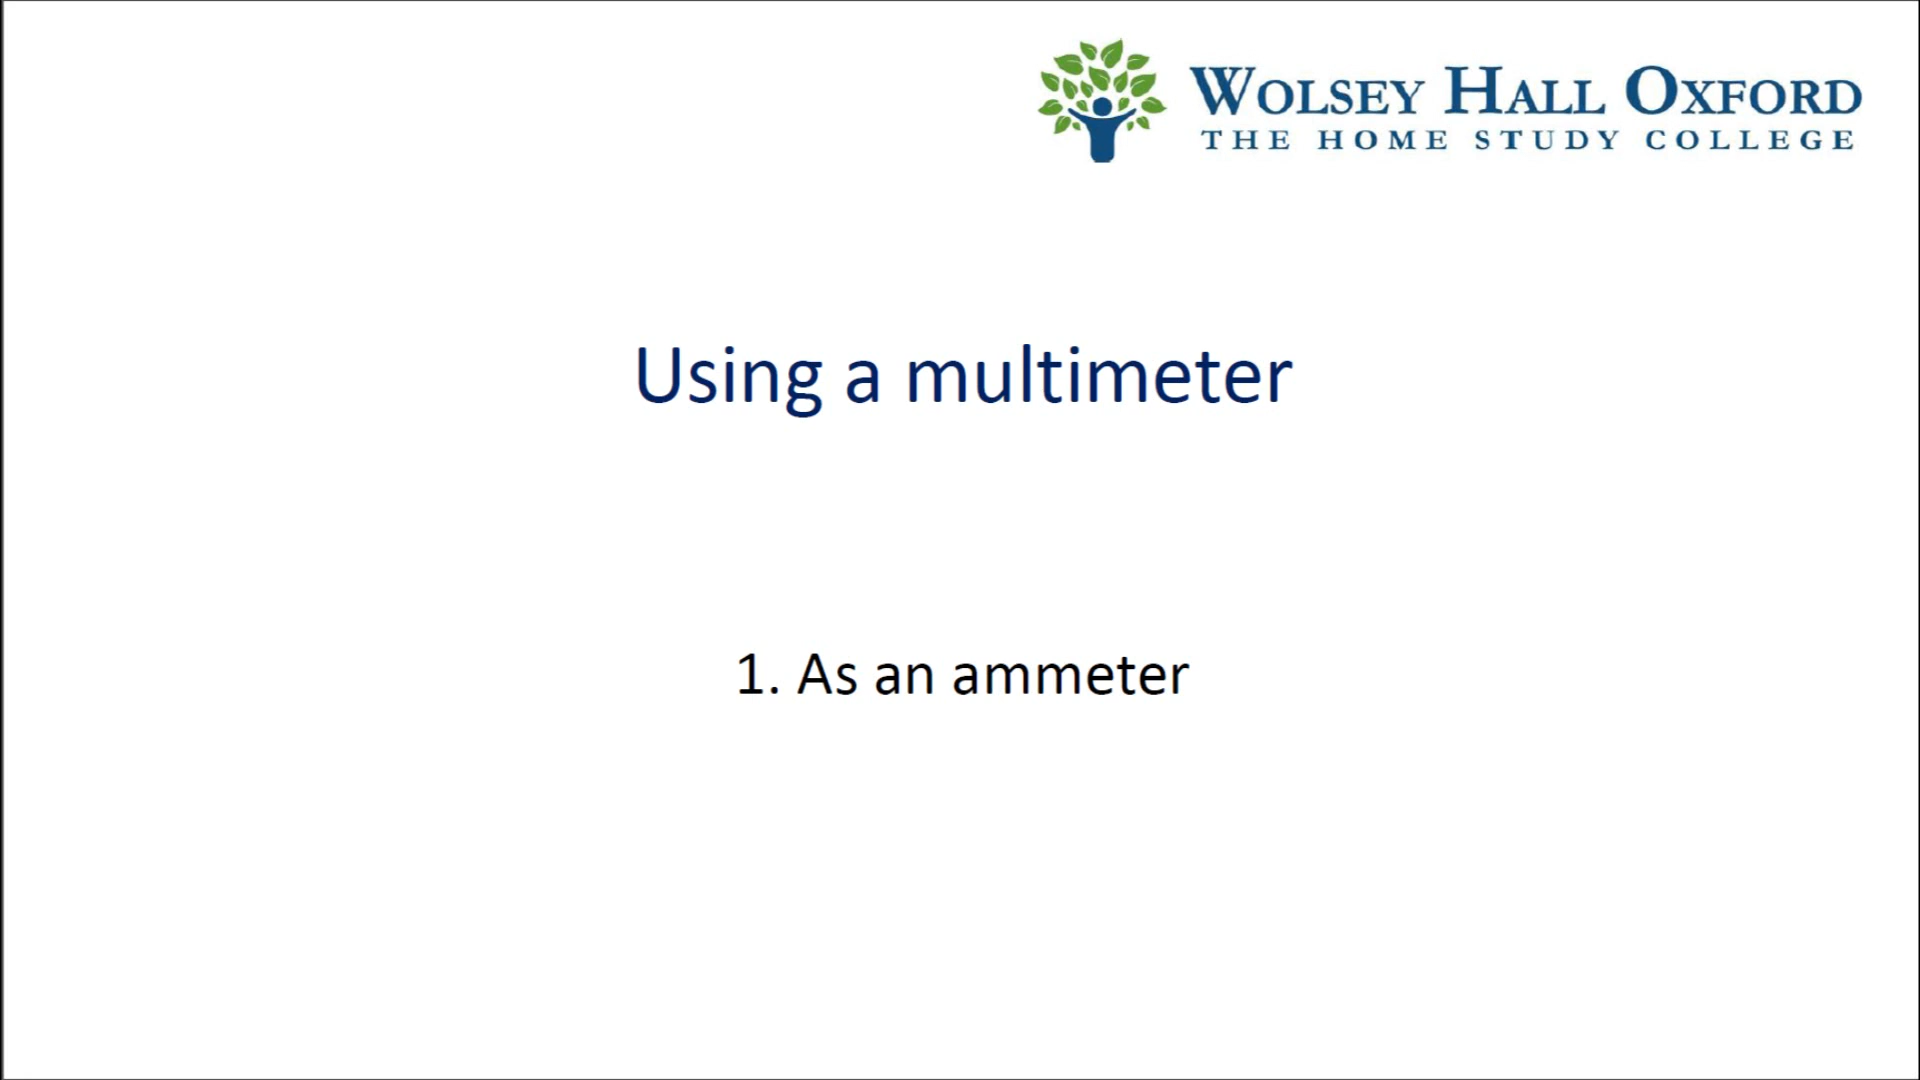 WOLSEY HALL OXFORD
THE HOME STUDY COLLEGE
Using a multimeter
1. As an ammeter